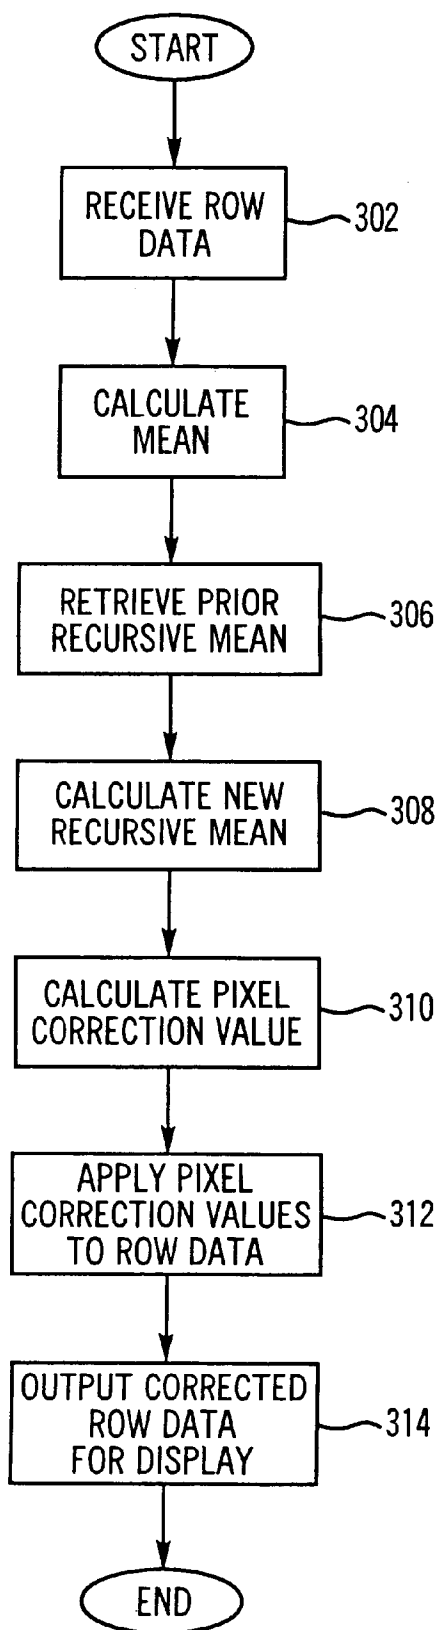 START
RECEIVE ROW
DATA
302
CALCULATE
MEAN
304
RETRIEVE PRIOR
RECURSIVE MEAN
306
CALCULATE NEW
RECURSIVE MEAN
308
CALCULATE PIXEL
CORRECTION VALUE
310
APPLY PIXEL
CORRECTION VALUES
TO ROW DATA
312
OUTPUT CORRECTED
ROW DATA
FOR DISPLAY
314
END